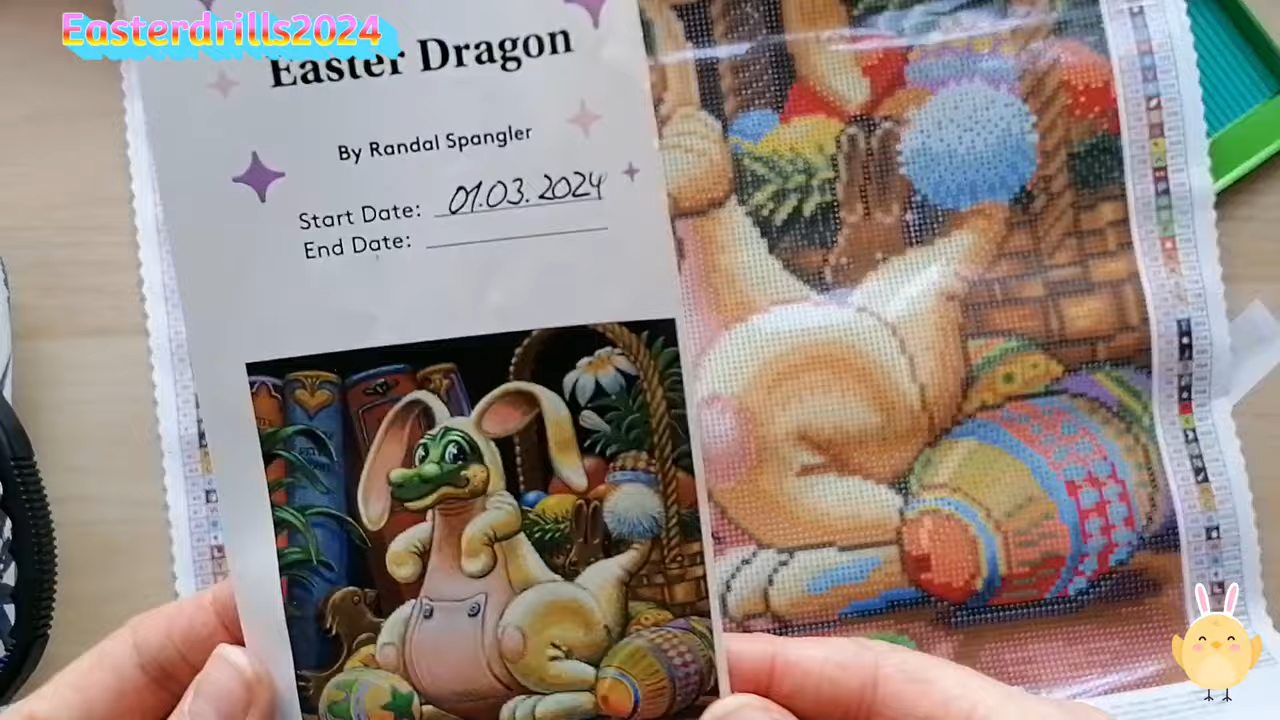 Easterdrills2024
Easter Dragon
By Randal Spangler
Start Date: 01.03.2024
End Date: